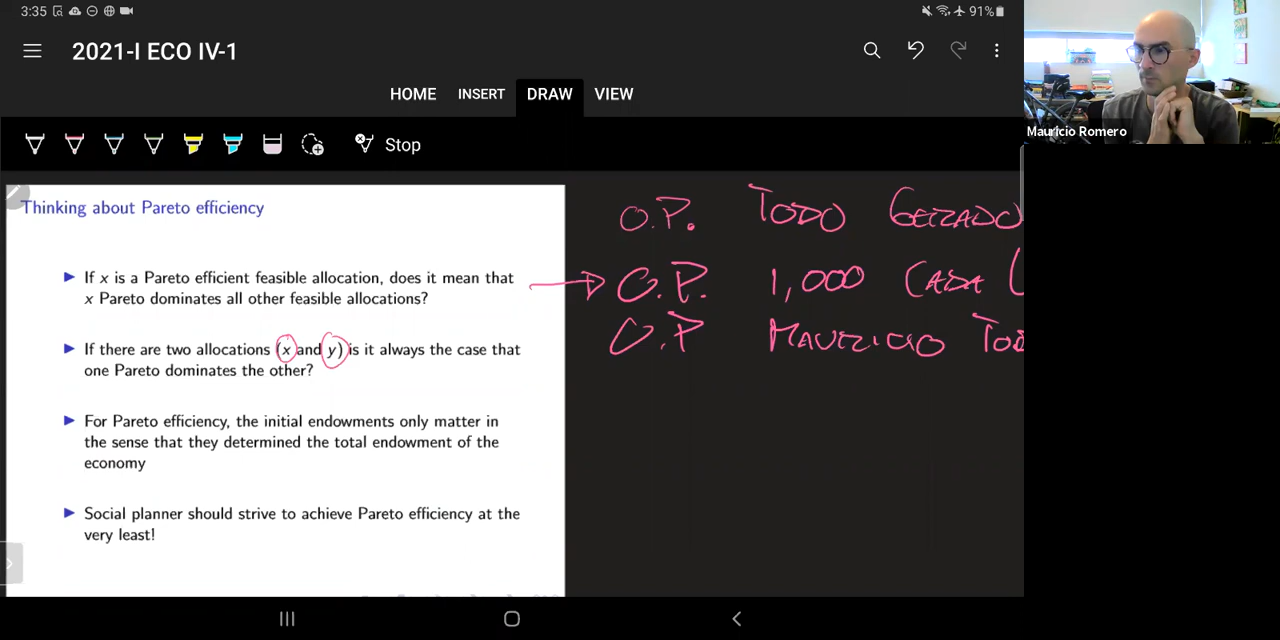 3:35
91%
2021-I ECO IV-1
HOME INSERT DRAW VIEW
Stop
Mauricio Romero
Thinking about Pareto efficiency
If x is a Pareto efficient feasible allocation, does it mean that
x Pareto dominates all other feasible allocations?
If there are two allocations (x and y) is it always the case that
one Pareto dominates the other?
For Pareto efficiency, the initial endowments only matter in
the sense that they determined the total endowment of the
economy
Social planner should strive to achieve Pareto efficiency at the
very least!
O.P. TODO GERARDO
O.P. 1,000 CADA
O.P MAURICIO TOD